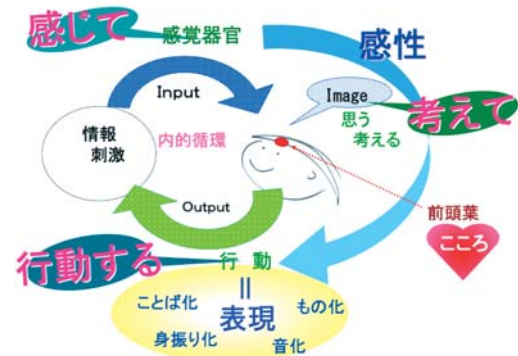 感じて
感覚器官
感性
Input
Image
思う
考える
考えて
情報
刺激
内的循環
Output
前頭葉
こころ
行動する
行 動
＝
表現
ことば化
もの化
身振り化
音化